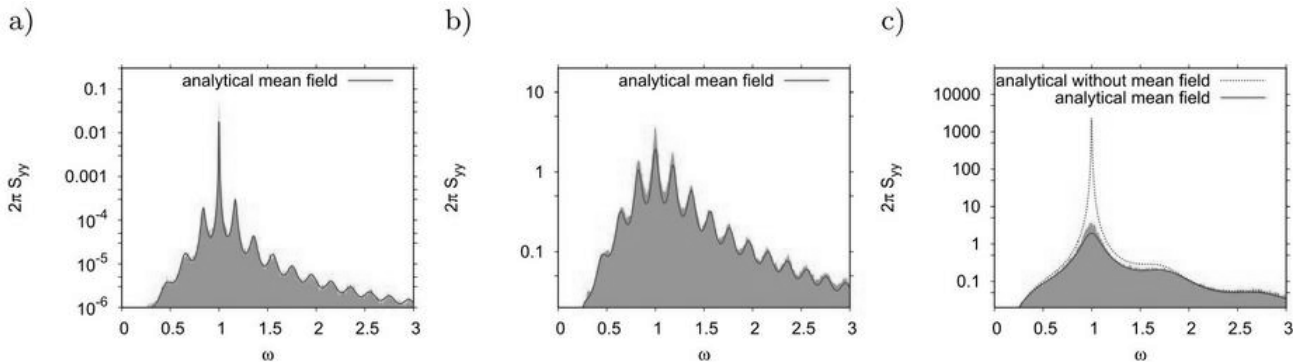 a)
analytical mean field
0.1
0.01
0.001
10^-4
10^-5
10^-6
2π S_yy
0 0.5 1 1.5 2 2.5 3
ω
b)
analytical mean field
10
1
0.1
2π S_yy
0 0.5 1 1.5 2 2.5 3
ω
c)
analytical without mean field
analytical mean field
10000
1000
100
10
1
0.1
2π S_yy
0 0.5 1 1.5 2 2.5 3
ω